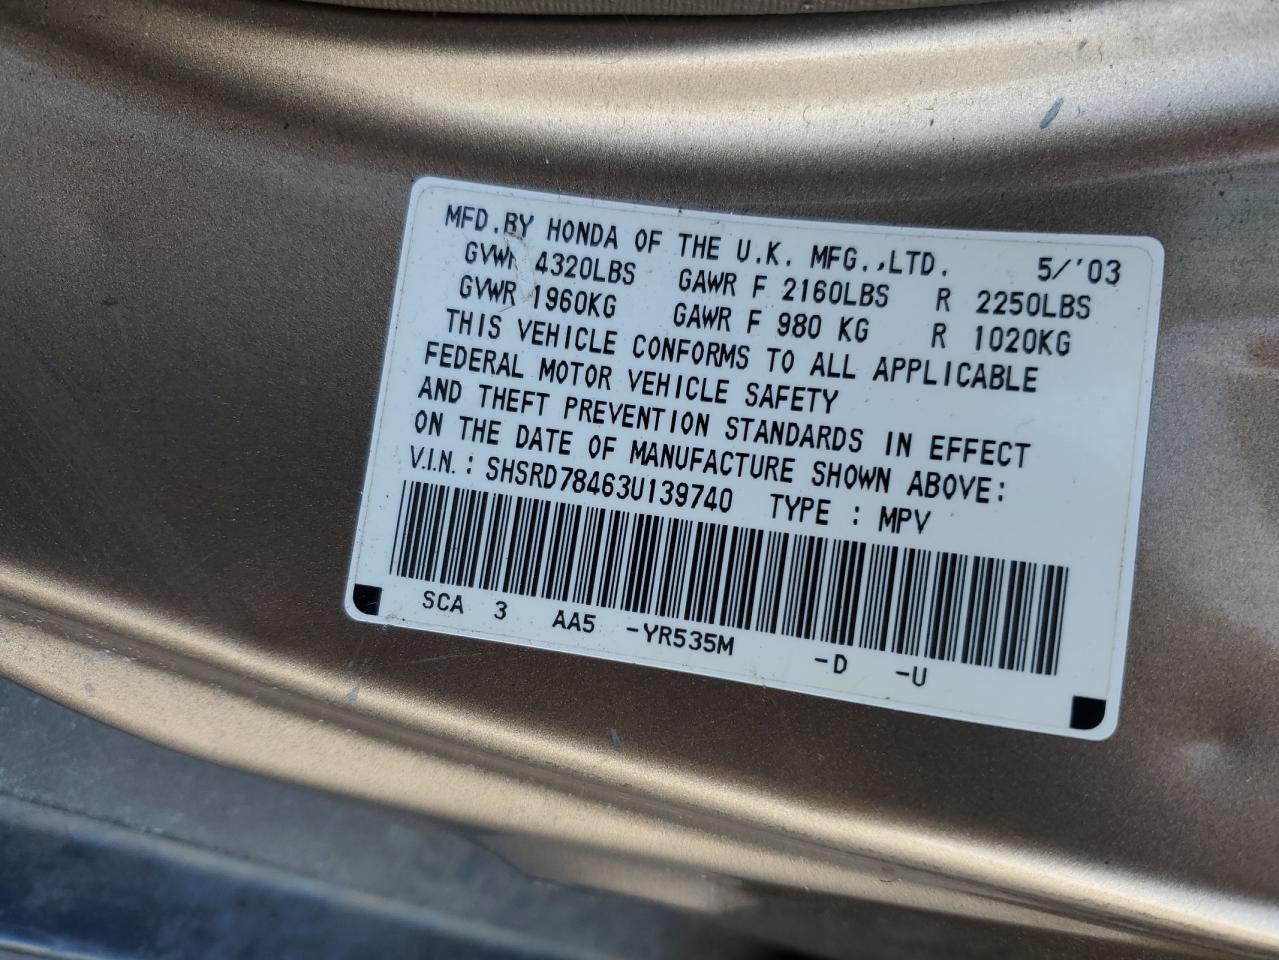 MFD.BY HONDA OF THE U.K. MFG.,LTD. 5/'03
GVWR 4320LBS GAWR F 2160LBS R 2250LBS
GVWR 1960KG GAWR F 980 KG R 1020KG
THIS VEHICLE CONFORMS TO ALL APPLICABLE
FEDERAL MOTOR VEHICLE SAFETY
AND THEFT PREVENTION STANDARDS IN EFFECT
ON THE DATE OF MANUFACTURE SHOWN ABOVE:
V.I.N.: SHSRD78463U139740 TYPE : MPV
SCA 3 AA5 -YR535M -D -U